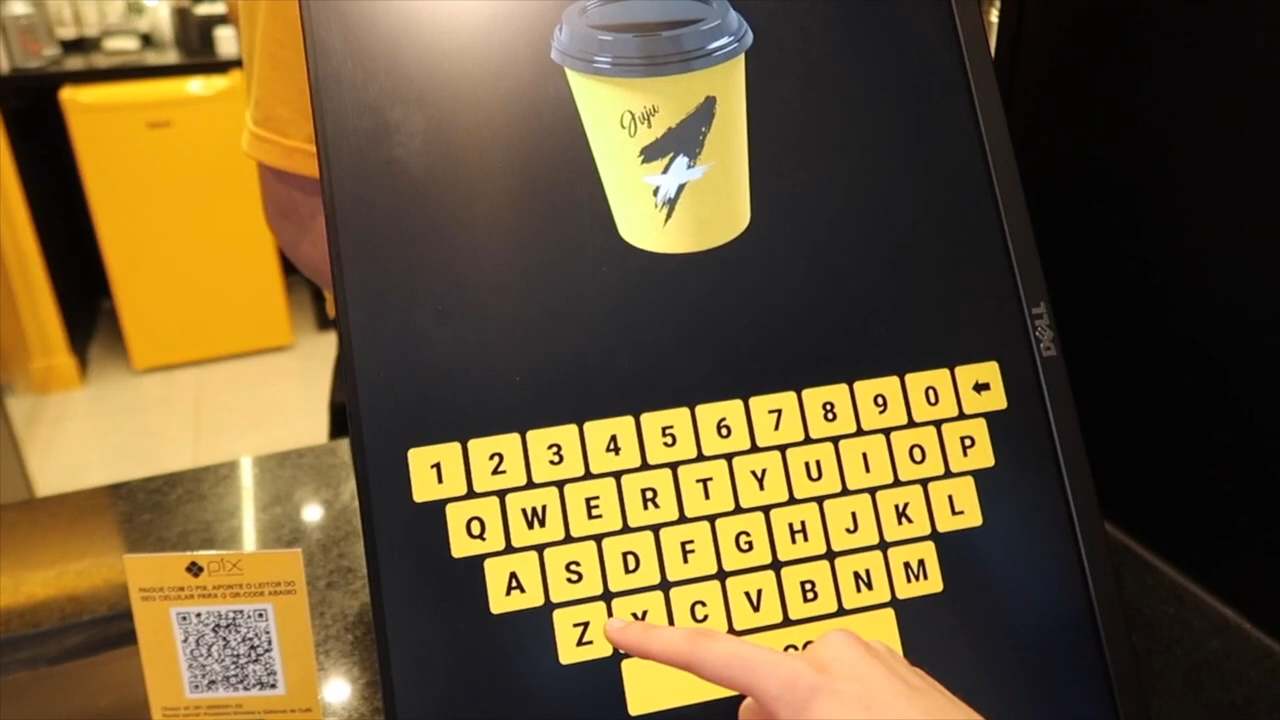 Juju
DELL
1 2 3 4 5 6 7 8 9 0
Q W E R T Y U I O P
A S D F G H J K L
Z X C V B N M
pix
PAGUE COM O PIX, APONTE O LEITOR DO
SEU CELULAR PARA O QR-CODE ABAIXO